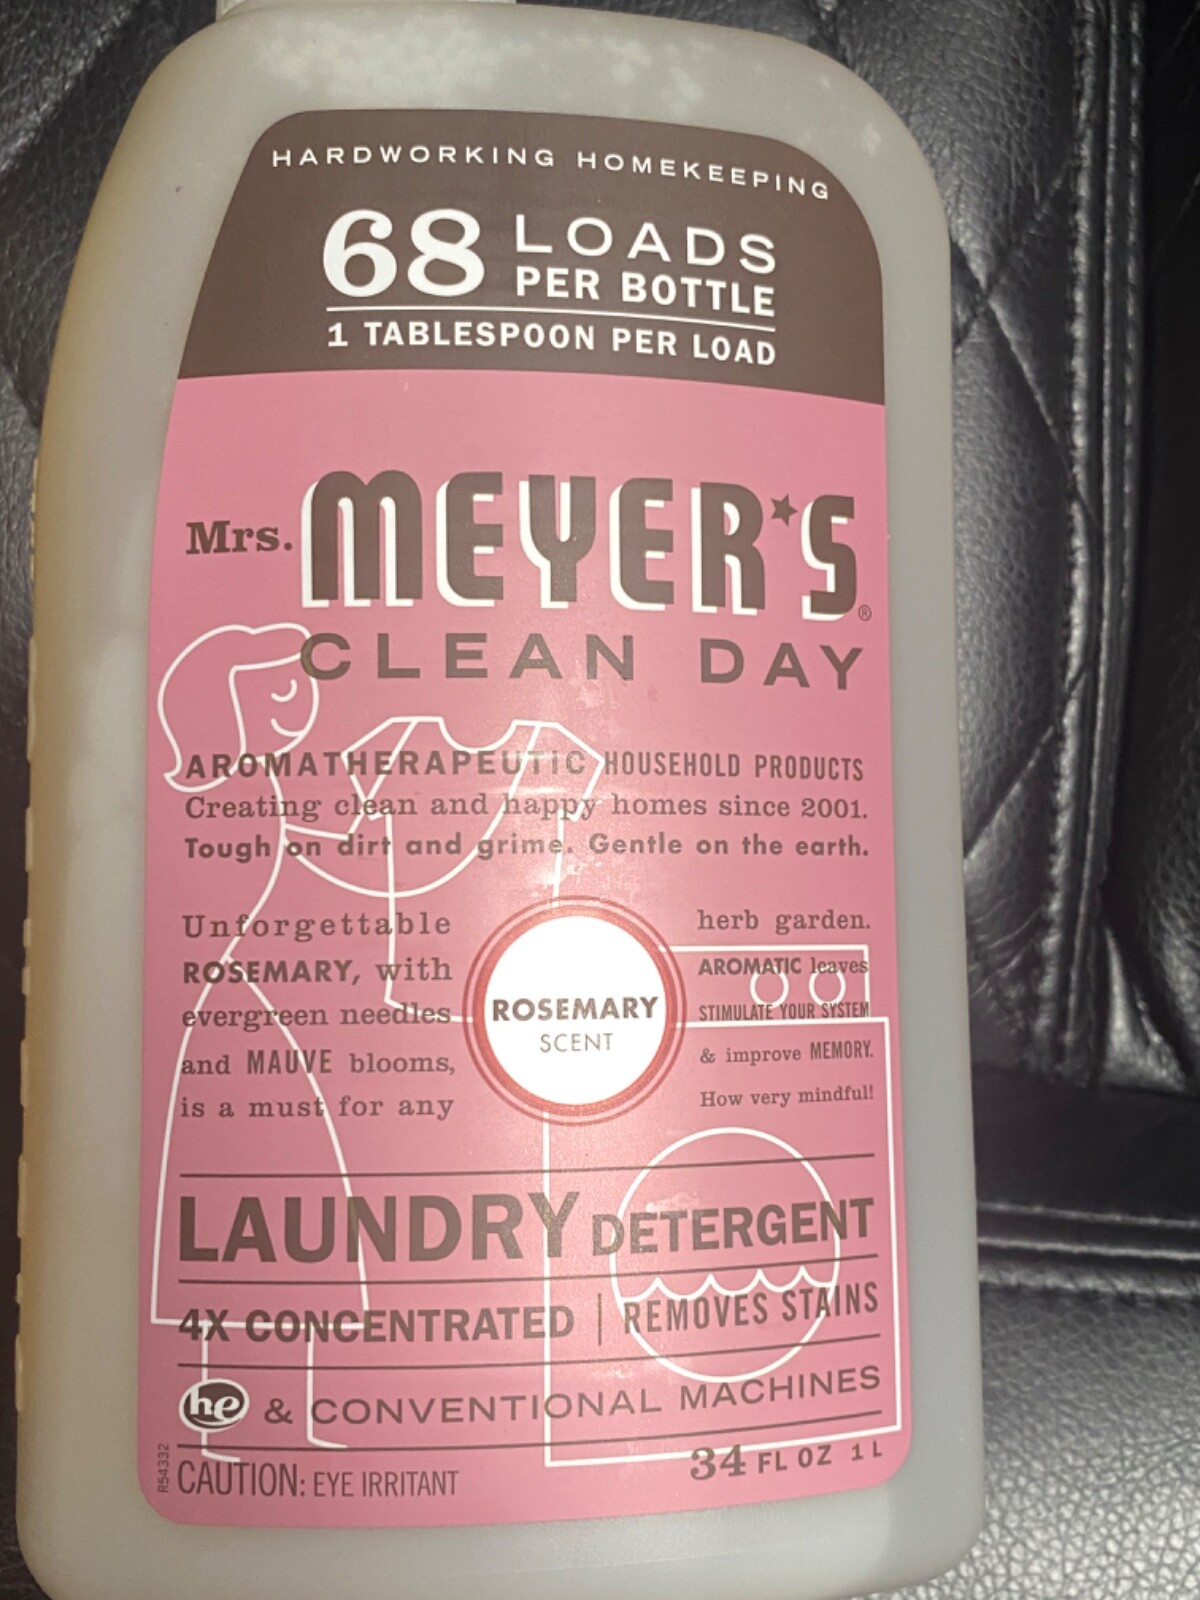 HARDWORKING HOMEKEEPING
68 LOADS
PER BOTTLE
1 TABLESPOON PER LOAD
Mrs. MEYER'S®
CLEAN DAY
AROMATHERAPEUTIC HOUSEHOLD PRODUCTS
Creating clean and happy homes since 2001.
Tough on dirt and grime. Gentle on the earth.
Unforgettable
ROSEMARY, with
evergreen needles
and MAUVE blooms,
is a must for any
ROSEMARY
SCENT
herb garden.
AROMATIC leaves
STIMULATE YOUR SYSTEM
& improve MEMORY.
How very mindful!
LAUNDRY DETERGENT
4X CONCENTRATED | REMOVES STAINS
he & CONVENTIONAL MACHINES
R54332
CAUTION: EYE IRRITANT
34 FL OZ 1 L